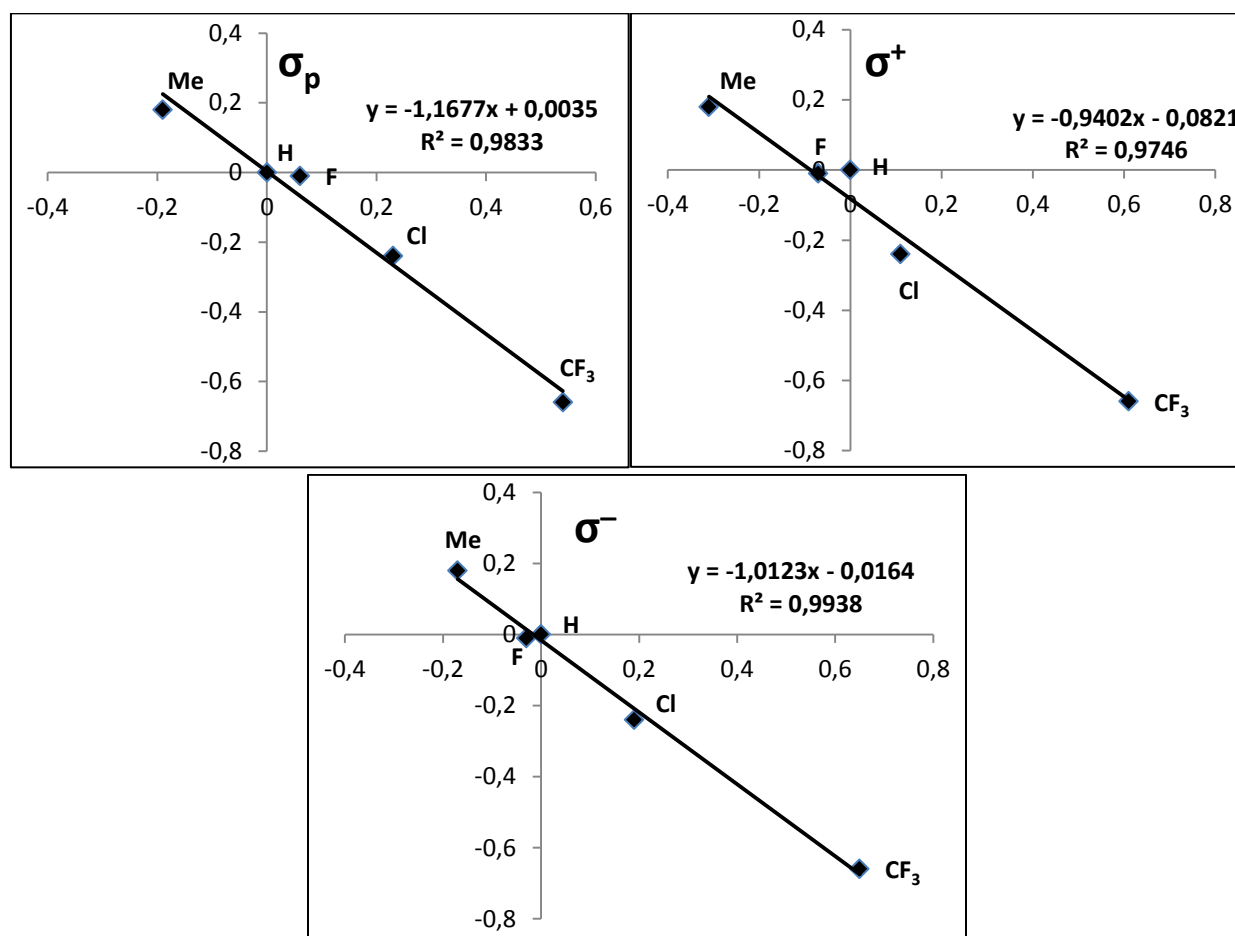 σp
0,4
Me
0,2
y = -1,1677x + 0,0035
R² = 0,9833
H
F
0
-0,4
-0,2
0
0,2
0,4
0,6
Cl
-0,2
-0,4
CF3
-0,6
-0,8
σ+
0,4
Me
0,2
y = -0,9402x - 0,0821
R² = 0,9746
F
H
0
-0,4
-0,2
0
0,2
0,4
0,6
0,8
-0,2
Cl
-0,4
-0,6
CF3
-0,8
0,4
σ–
Me
0,2
y = -1,0123x - 0,0164
R² = 0,9938
H
0
F
-0,4
-0,2
0
0,2
0,4
0,6
0,8
Cl
-0,2
-0,4
-0,6
CF3
-0,8